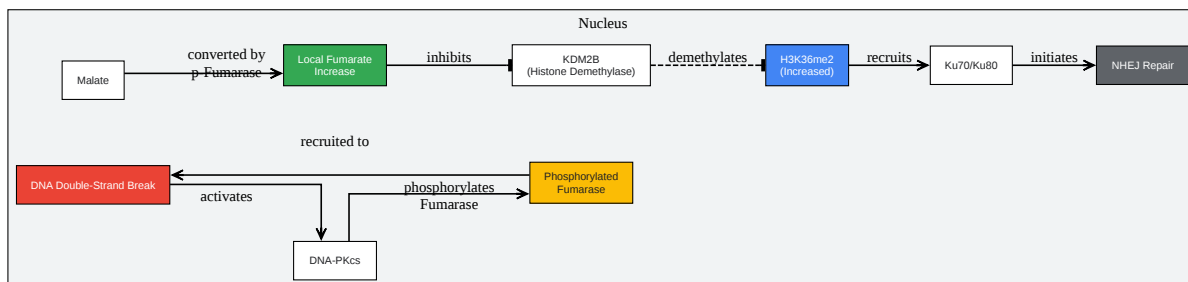 Nucleus
Malate
converted by
p-Fumarase
Local Fumarate
Increase
inhibits
KDM2B
(Histone Demethylase)
demethylates
H3K36me2
(Increased)
recruits
Ku70/Ku80
initiates
NHEJ Repair
recruited to
DNA Double-Strand Break
activates
phosphorylates
Fumarase
Phosphorylated
Fumarase
DNA-PKcs